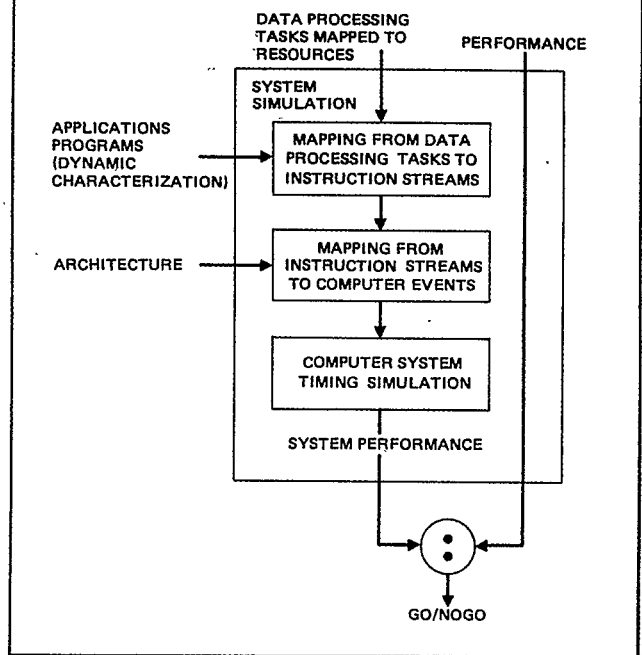 DATA PROCESSING
TASKS MAPPED TO
RESOURCES
PERFORMANCE
SYSTEM
SIMULATION
APPLICATIONS
PROGRAMS
(DYNAMIC
CHARACTERIZATION)
MAPPING FROM DATA
PROCESSING TASKS TO
INSTRUCTION STREAMS
ARCHITECTURE
MAPPING FROM
INSTRUCTION STREAMS
TO COMPUTER EVENTS
COMPUTER SYSTEM
TIMING SIMULATION
SYSTEM PERFORMANCE
:
GO/NOGO